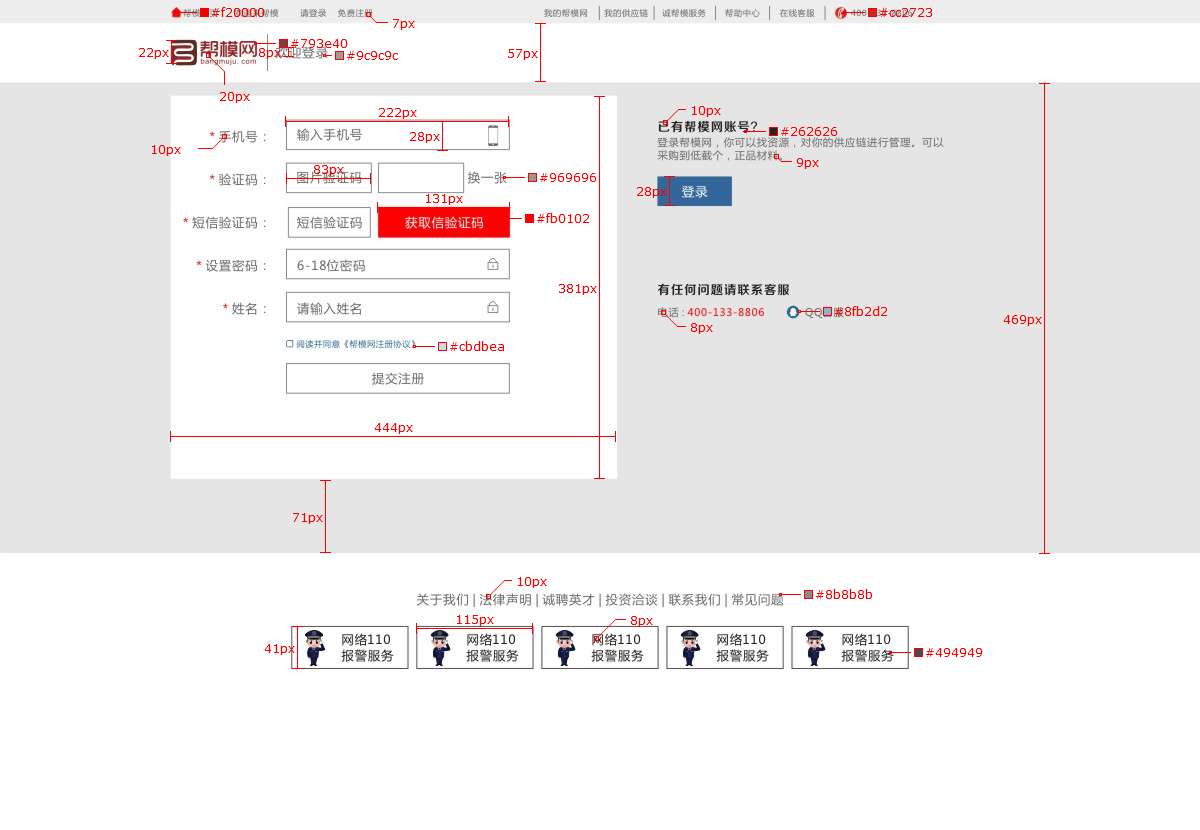 #f20000
请登录 免费注册
7px
我的帮模网
我的供应链
诚帮模服务
帮助中心
在线客服
#cc2723
22px
帮模网
bangmuju.com
8px
欢迎登录
#793e40
#9c9c9c
20px
57px
222px
* 手机号：
输入手机号
28px
10px
* 验证码：
图片验证码
83px
换一张
#969696
131px
* 短信验证码：
短信验证码
获取信验证码
#fb0102
* 设置密码：
6-18位密码
* 姓名：
请输入姓名
381px
阅读并同意《帮模网注册协议》
#cbdbea
提交注册
444px
71px
10px
已有帮模网账号?
#262626
登录帮模网，你可以找资源，对你的供应链进行管理。可以
采购到低截个，正品材料。
9px
28px
登录
有任何问题请联系客服
电话：400-133-8806
#8fb2d2
8px
469px
10px
关于我们 | 法律声明 | 诚聘英才 | 投资洽谈 | 联系我们 | 常见问题
#8b8b8b
115px
8px
41px
网络110
报警服务
网络110
报警服务
网络110
报警服务
网络110
报警服务
网络110
报警服务
#494949